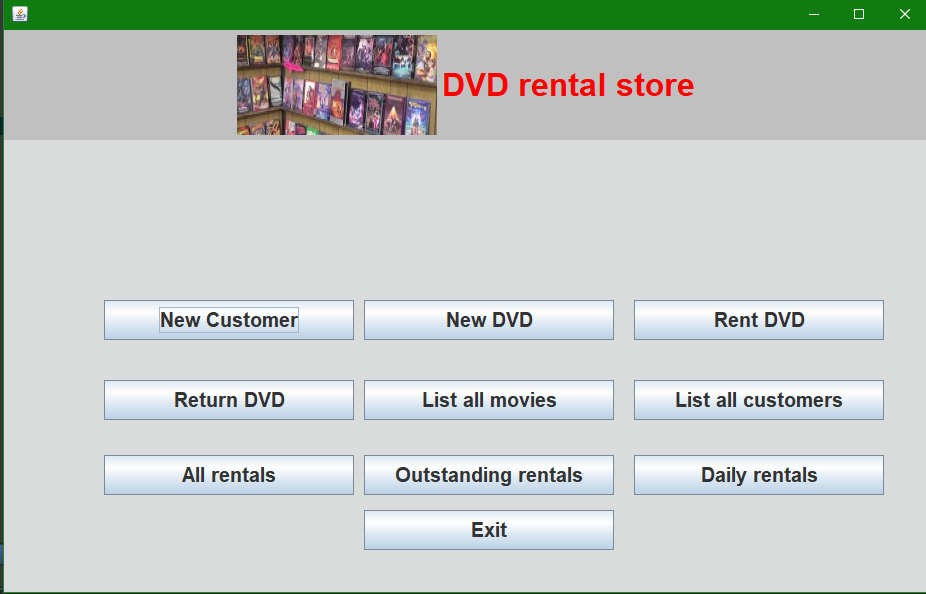 DVD rental store
New Customer
New DVD
Rent DVD
Return DVD
List all movies
List all customers
All rentals
Outstanding rentals
Daily rentals
Exit